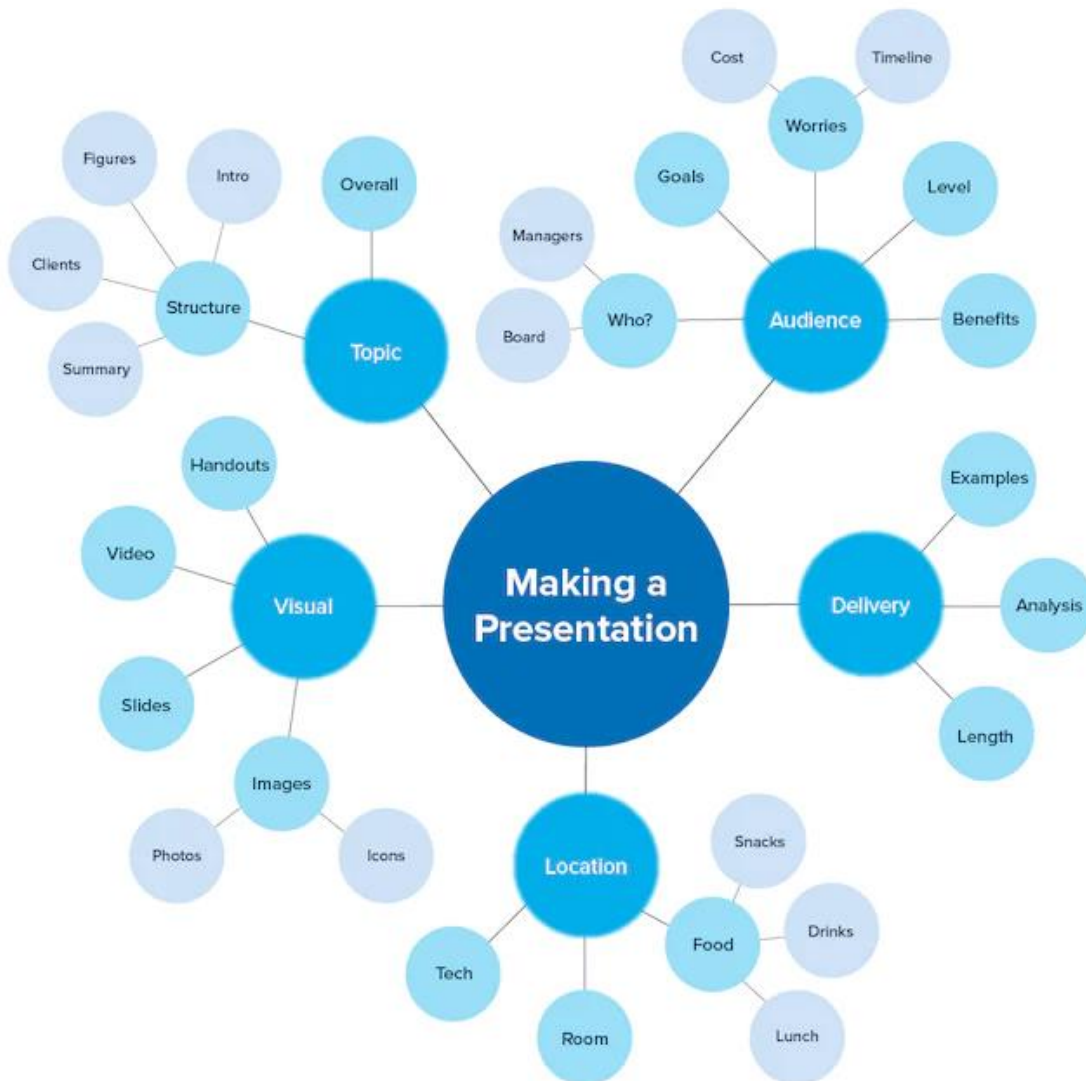 Cost
Timeline
Worries
Figures
Intro
Overall
Goals
Level
Managers
Clients
Structure
Who?
Audience
Benefits
Board
Topic
Summary
Handouts
Examples
Video
Making a
Presentation
Visual
Delivery
Analysis
Slides
Length
Images
Photos
Icons
Location
Snacks
Food
Drinks
Tech
Room
Lunch